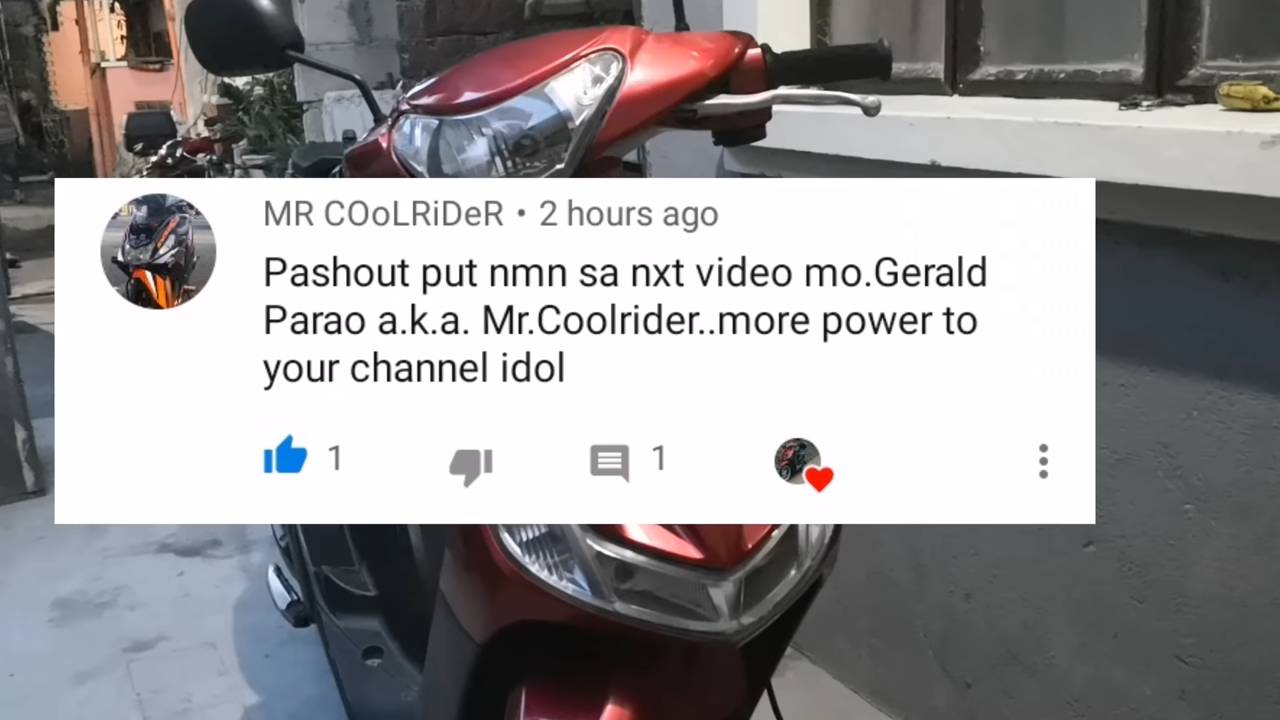 MR COoLRiDeR • 2 hours ago
Pashout put nmn sa nxt video mo.Gerald
Parao a.k.a. Mr.Coolrider..more power to
your channel idol
1
1